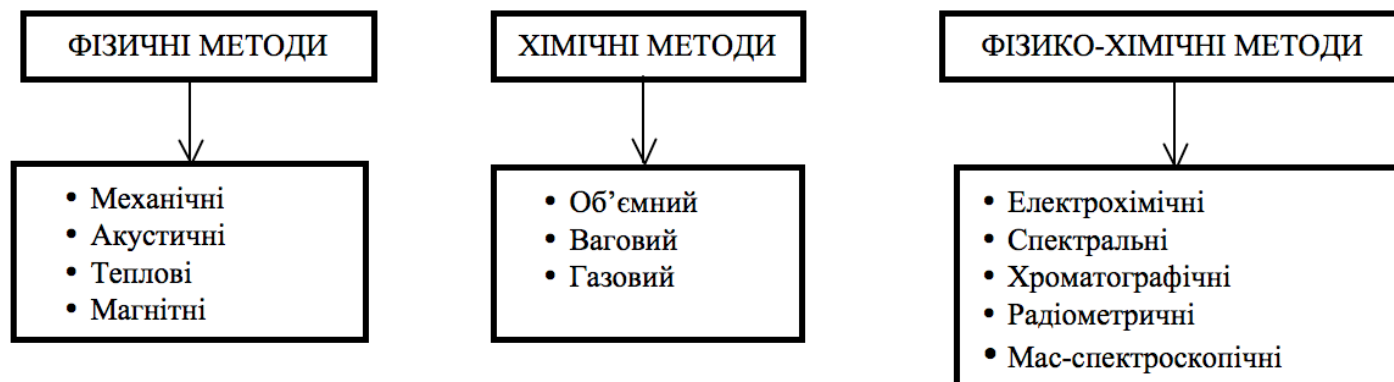 ФІЗИЧНІ МЕТОДИ
• Механічні
• Акустичні
• Теплові
• Магнітні
ХІМІЧНІ МЕТОДИ
• Об’ємний
• Ваговий
• Газовий
ФІЗИКО-ХІМІЧНІ МЕТОДИ
• Електрохімічні
• Спектральні
• Хроматографічні
• Радіометричні
• Мас-спектроскопічні